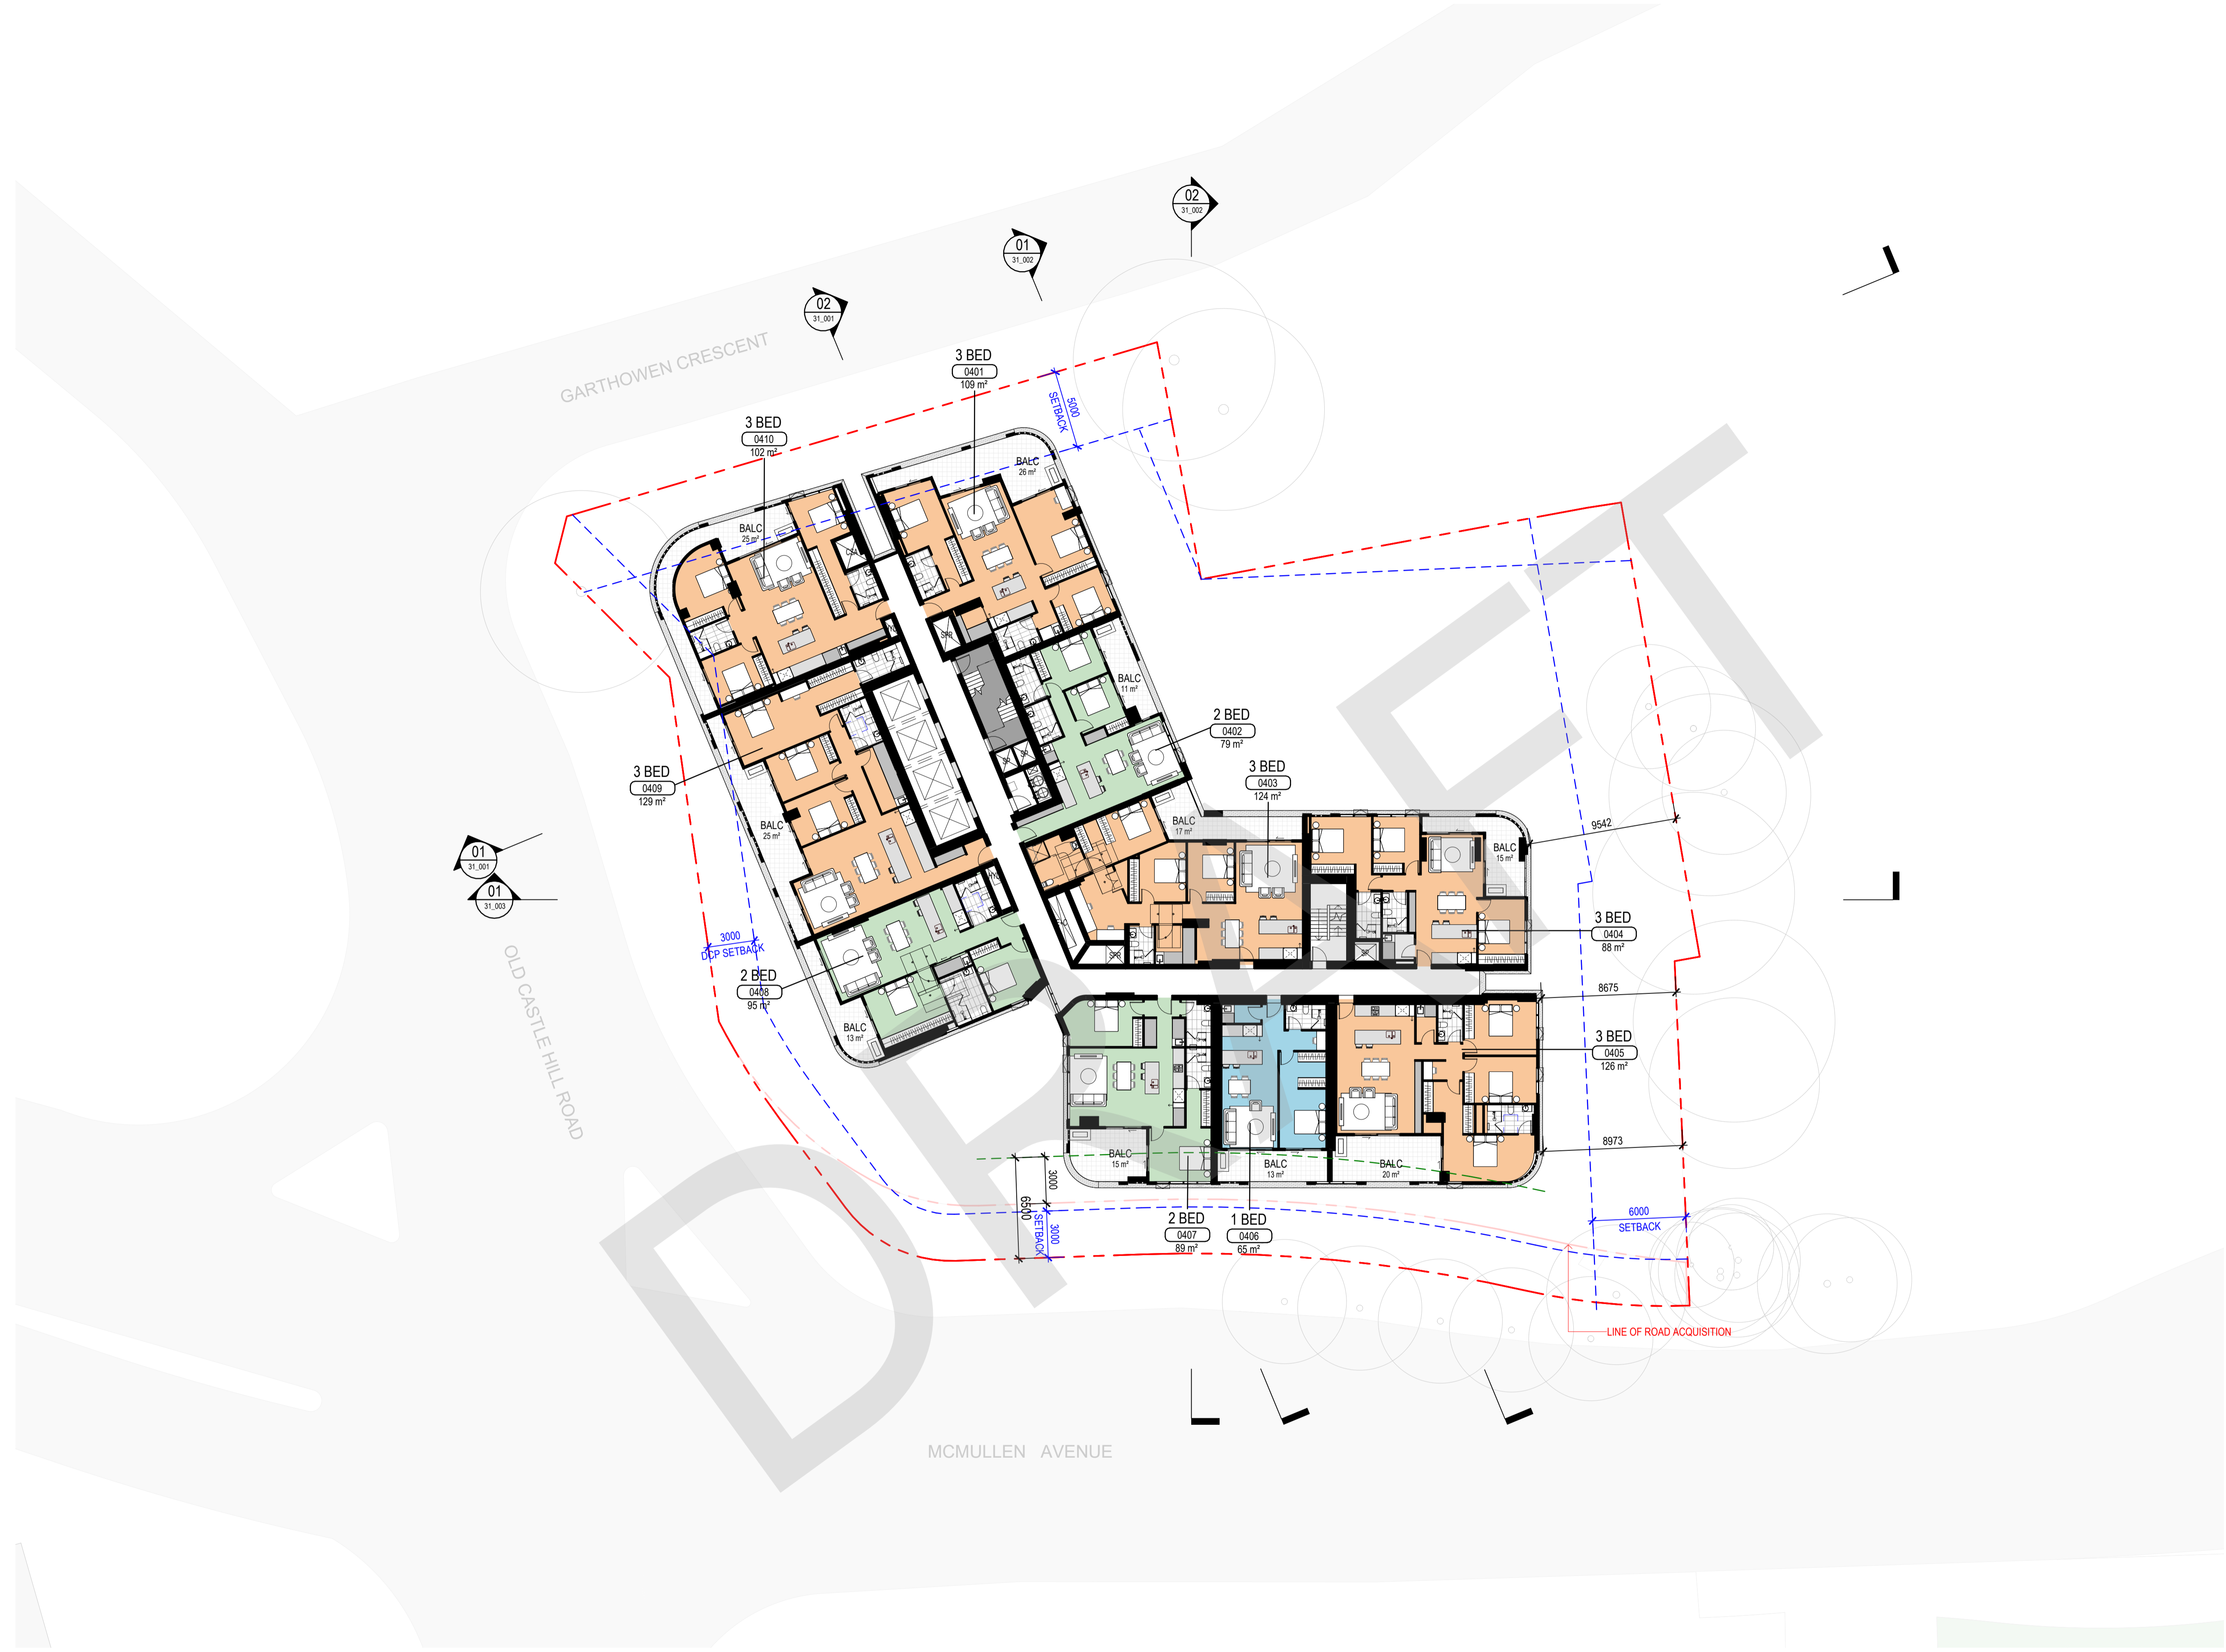 02
31_002
01
31_002
02
31_001
GARTHOWEN CRESCENT
3 BED
0401
109 m²
5000
SETBACK
3 BED
0410
102 m²
BALC
26 m²
BALC
25 m²
SPR
BALC
11 m²
2 BED
0402
79 m²
3 BED
0409
129 m²
3 BED
0403
124 m²
BALC
17 m²
BALC
25 m²
9542
BALC
15 m²
01
31_001
01
31_003
3 BED
0404
88 m²
3000
DCP SETBACK
SPR
SP
2 BED
0408
95 m²
8675
OLD CASTLE HILL ROAD
BALC
13 m²
3 BED
0405
126 m²
8973
BALC
15 m²
BALC
13 m²
BALC
20 m²
3000
6500
3000
SETBACK
2 BED
0407
89 m²
1 BED
0406
65 m²
6000
SETBACK
LINE OF ROAD ACQUISITION
MCMULLEN AVENUE
DRAFT